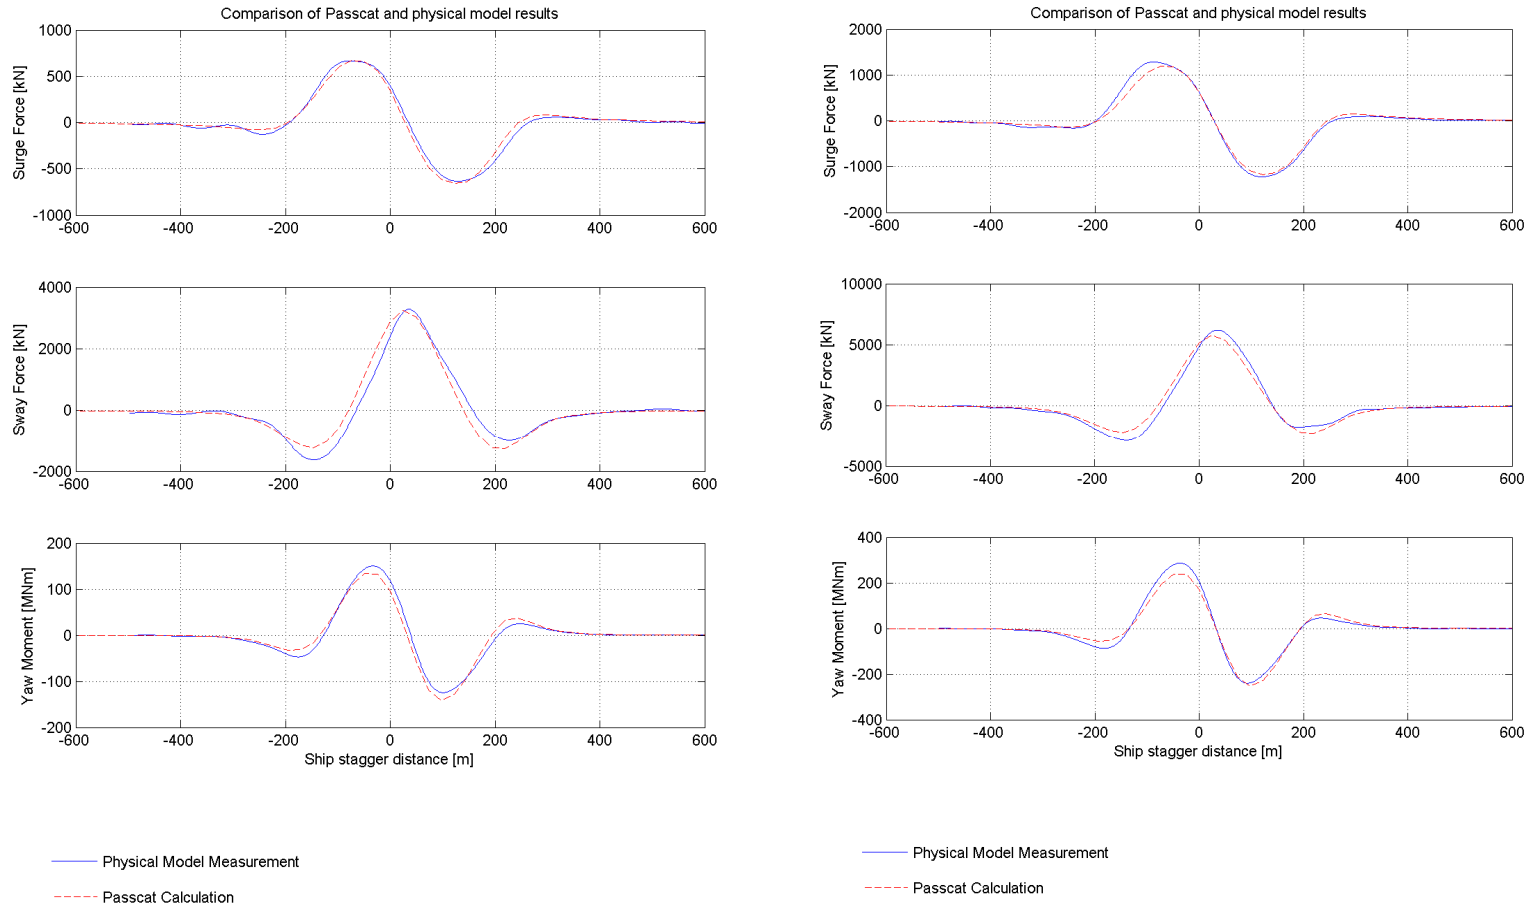 Comparison of Passcat and physical model results
1000
500
0
-500
-1000
Surge Force [kN]
-600 -400 -200 0 200 400 600
4000
2000
0
-2000
Sway Force [kN]
-600 -400 -200 0 200 400 600
200
100
0
-100
-200
Yaw Moment [MNm]
-600 -400 -200 0 200 400 600
Ship stagger distance [m]
Physical Model Measurement
Passcat Calculation
Comparison of Passcat and physical model results
2000
1000
0
-1000
-2000
Surge Force [kN]
-600 -400 -200 0 200 400 600
10000
5000
0
-5000
Sway Force [kN]
-600 -400 -200 0 200 400 600
400
200
0
-200
-400
Yaw Moment [MNm]
-600 -400 -200 0 200 400 600
Ship stagger distance [m]
Physical Model Measurement
Passcat Calculation